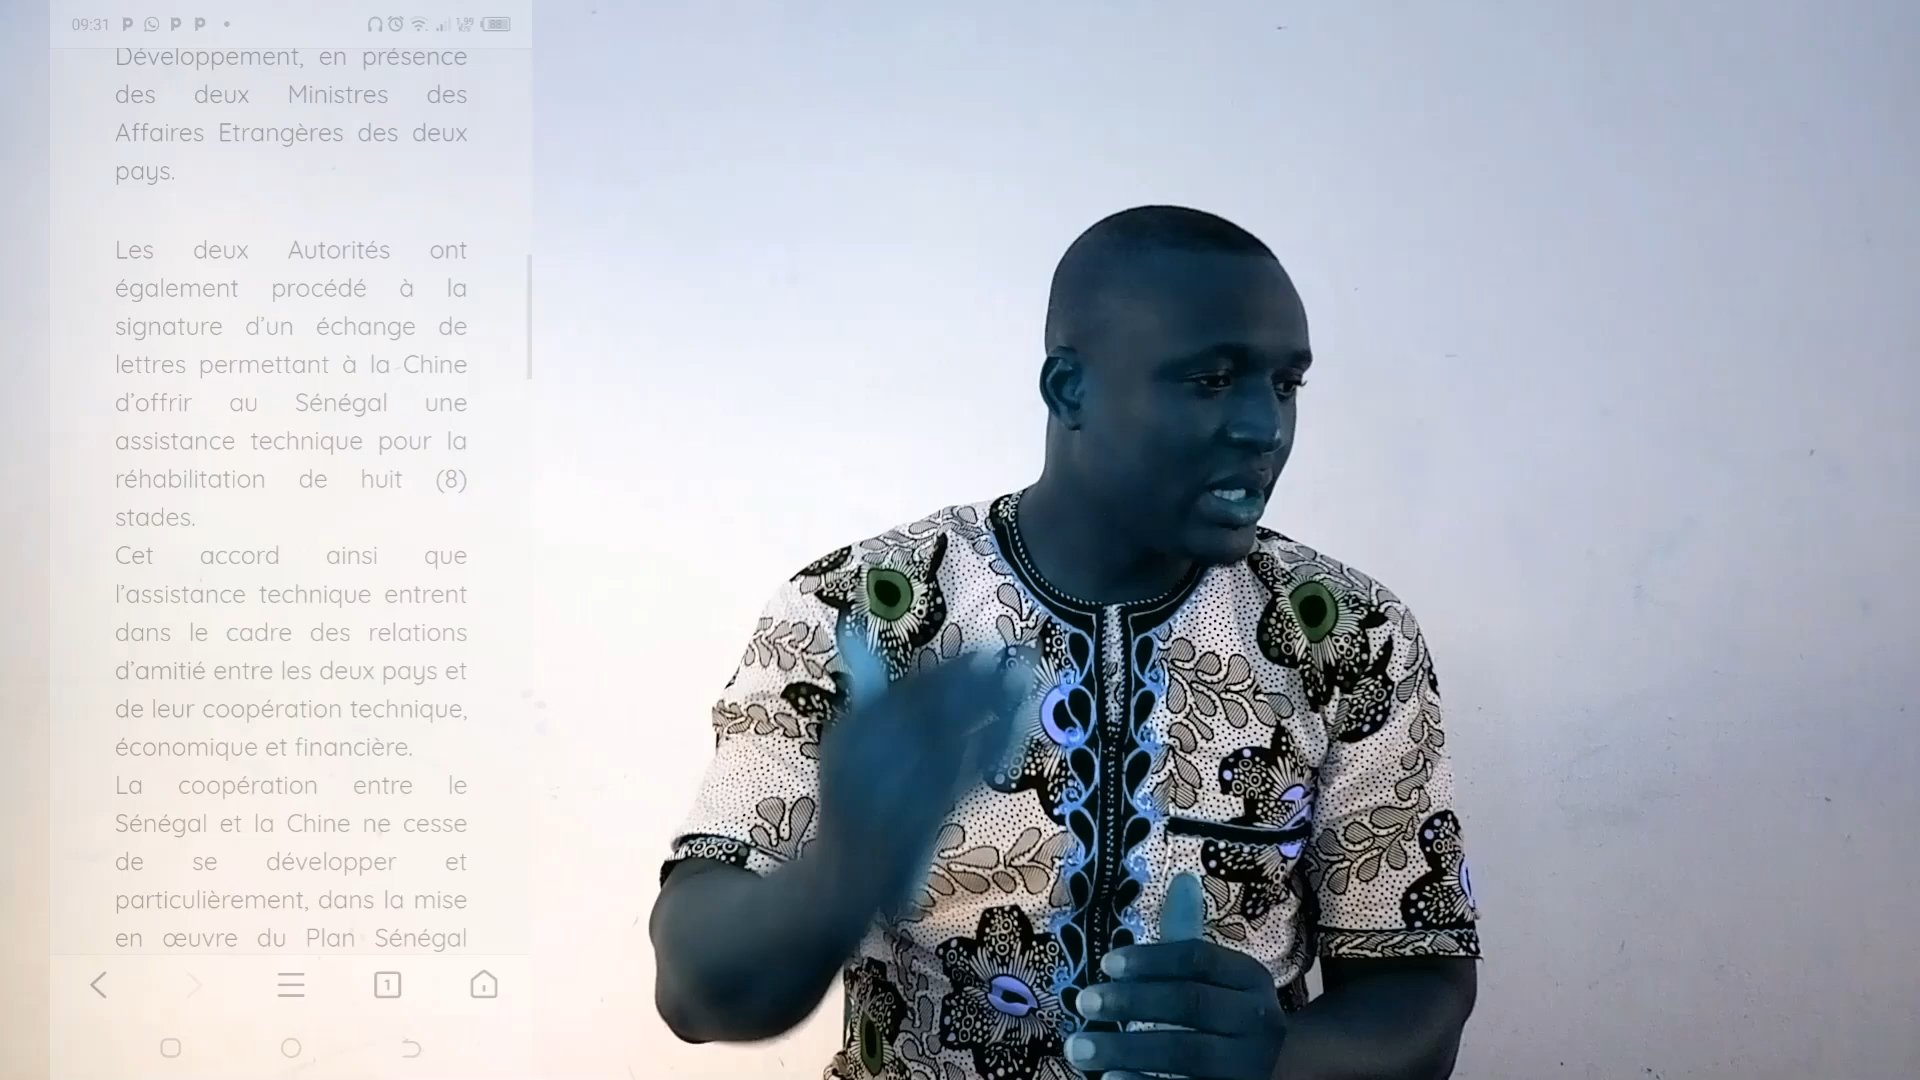 09:31
Développement, en présence
des deux Ministres des
Affaires Etrangères des deux
pays.
Les deux Autorités ont
également procédé à la
signature d’un échange de
lettres permettant à la Chine
d’offrir au Sénégal une
assistance technique pour la
réhabilitation de huit (8)
stades.
Cet accord ainsi que
l’assistance technique entrent
dans le cadre des relations
d’amitié entre les deux pays et
de leur coopération technique,
économique et financière.
La coopération entre le
Sénégal et la Chine ne cesse
de se développer et
particulièrement, dans la mise
en œuvre du Plan Sénégal
1